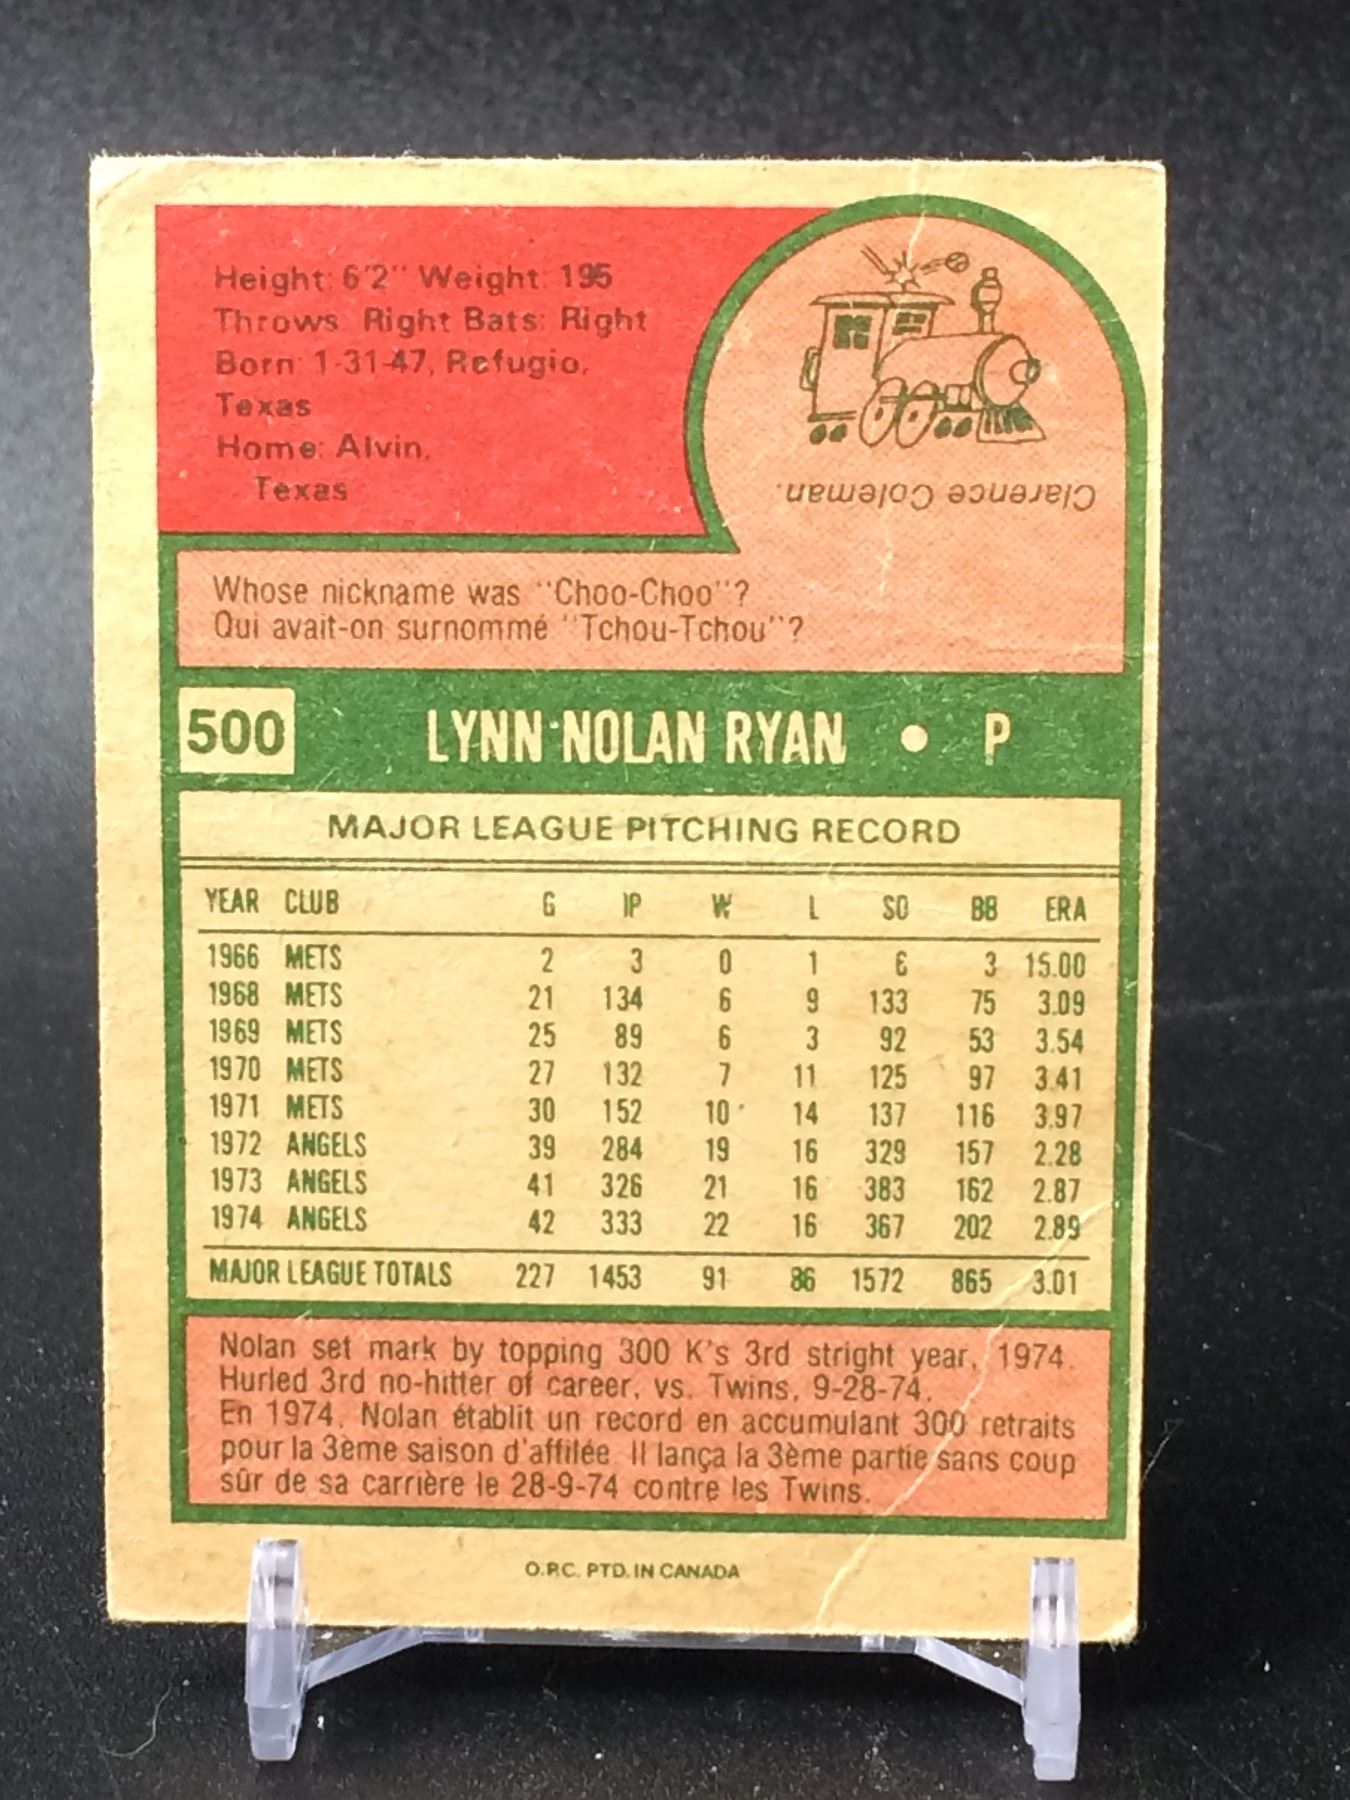 Height: 6'2" Weight: 195
Throws Right Bats: Right
Born: 1-31-47, Refugio,
Texas
Home: Alvin,
Texas
Clarence Coleman.
Whose nickname was "Choo-Choo"?
Qui avait-on surnommé "Tchou-Tchou"?
500 LYNN NOLAN RYAN • P
MAJOR LEAGUE PITCHING RECORD
YEAR CLUB G IP W L SO BB ERA
1966 METS 2 3 0 1 6 3 15.00
1968 METS 21 134 6 9 133 75 3.09
1969 METS 25 89 6 3 92 53 3.54
1970 METS 27 132 7 11 125 97 3.41
1971 METS 30 152 10 14 137 116 3.97
1972 ANGELS 39 284 19 16 329 157 2.28
1973 ANGELS 41 326 21 16 383 162 2.87
1974 ANGELS 42 333 22 16 367 202 2.89
MAJOR LEAGUE TOTALS 227 1453 91 86 1572 865 3.01
Nolan set mark by topping 300 K's 3rd stright year, 1974.
Hurled 3rd no-hitter of career, vs. Twins, 9-28-74.
En 1974, Nolan établit un record en accumulant 300 retraits
pour la 3ème saison d'affilée. Il lança la 3ème partie sans coup
sûr de sa carrière le 28-9-74 contre les Twins.
O.P.C. PTD. IN CANADA